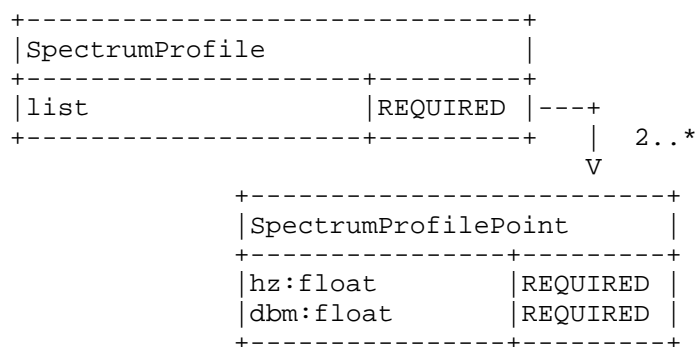 +-------------------------------+
|SpectrumProfile                |
+---------------------+---------+
|list                 |REQUIRED |---+
+---------------------+---------+   |  2..*
                                    V
              +--------------------------+
              |SpectrumProfilePoint      |
              +----------------+---------+
              |hz:float        |REQUIRED |
              |dbm:float       |REQUIRED |
              +----------------+---------+